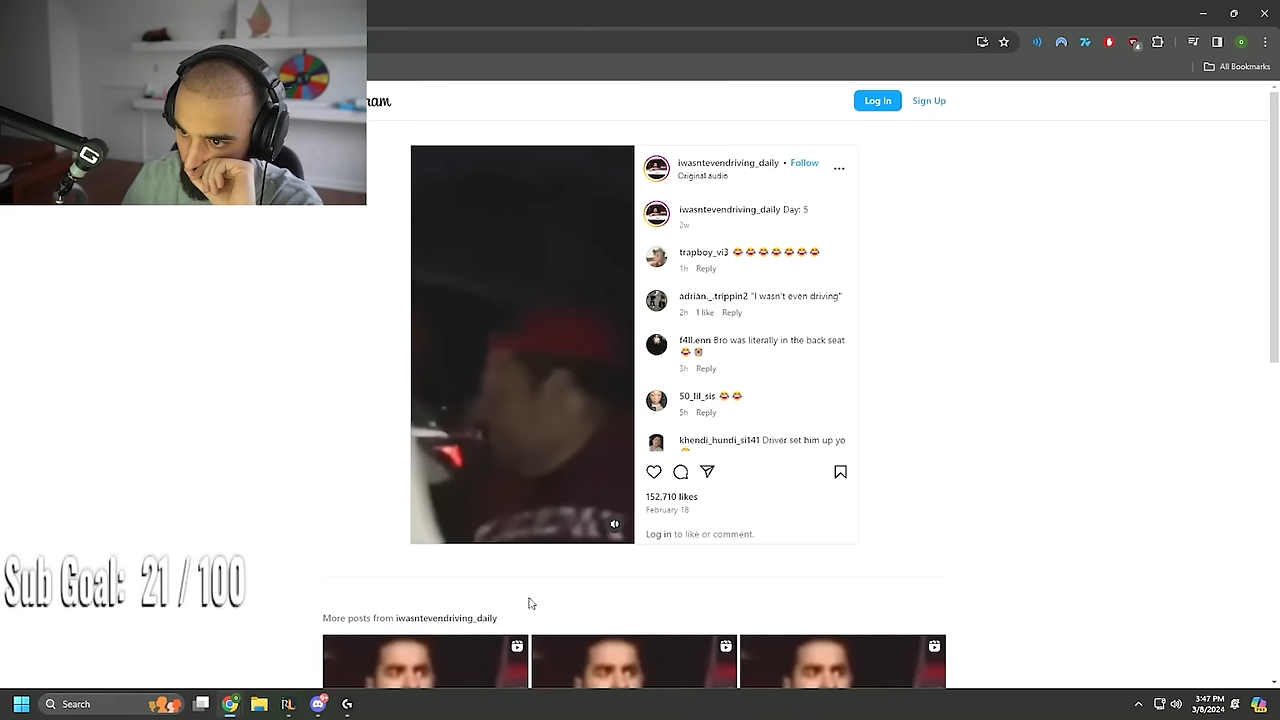 All Bookmarks
ram
Log In
Sign Up
iwasntevendriving_daily • Follow
Original audio
iwasntevendriving_daily Day: 5
2w
trapboy_vi3 😂😂😂😂😂😂😂
1h Reply
adrian._.trippin2 "I wasn't even driving"
2h 1 like Reply
f4ll.enn Bro was literally in the back seat
😂
3h Reply
50_lil_sis 😂😂
5h Reply
khendi_hundi_si141 Driver set him up yo
152,710 likes
February 18
Log in to like or comment.
Sub Goal: 21 / 100
More posts from iwasntevendriving_daily
Search
3:47 PM
3/8/2024